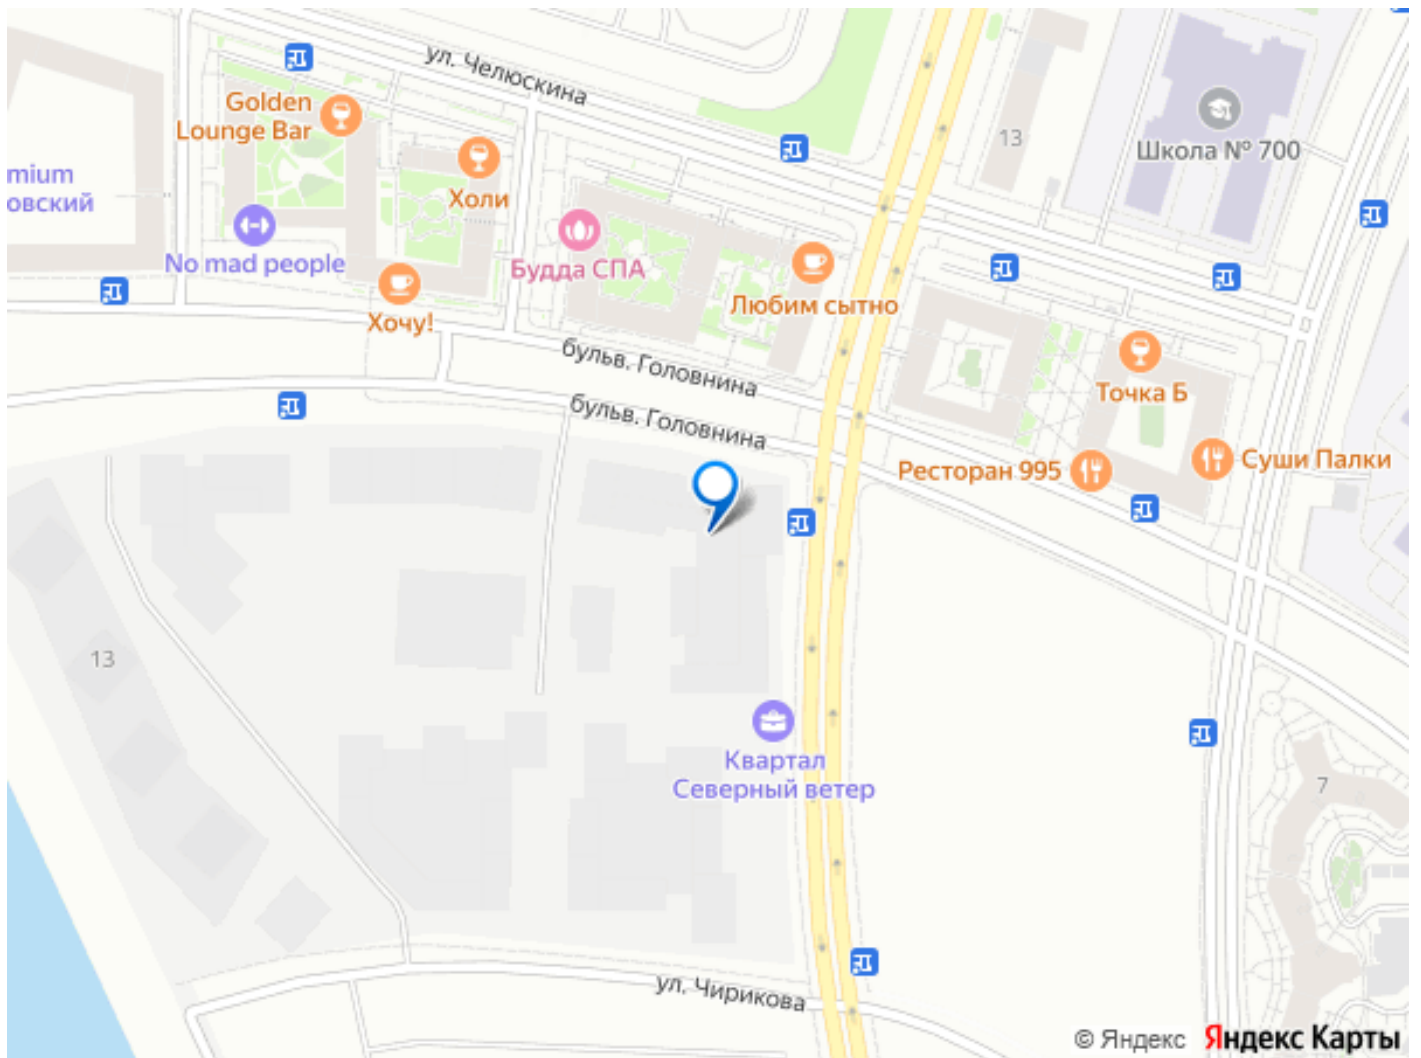 ул. Челюскина
Golden
Lounge Bar
Холи
13
Школа № 700
mium
овский
No mad people
Будда СПА
Хочу!
Любим сытно
бульв. Головнина
бульв. Головнина
Точка Б
Ресторан 995
Суши Палки
13
Квартал
Северный ветер
7
ул. Чирикова
© Яндекс Яндекс Карты